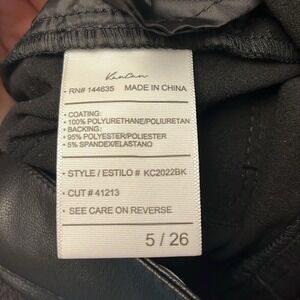 KanCan
- RN# 144635 MADE IN CHINA
• COATING:
• 100% POLYURETHANE/POLIURETAN
• BACKING:
• 95% POLYESTER/POLIESTER
• 5% SPANDEX/ELASTANO
• STYLE / ESTILO # KC2022BK
• CUT # 41213
• SEE CARE ON REVERSE
5 / 26